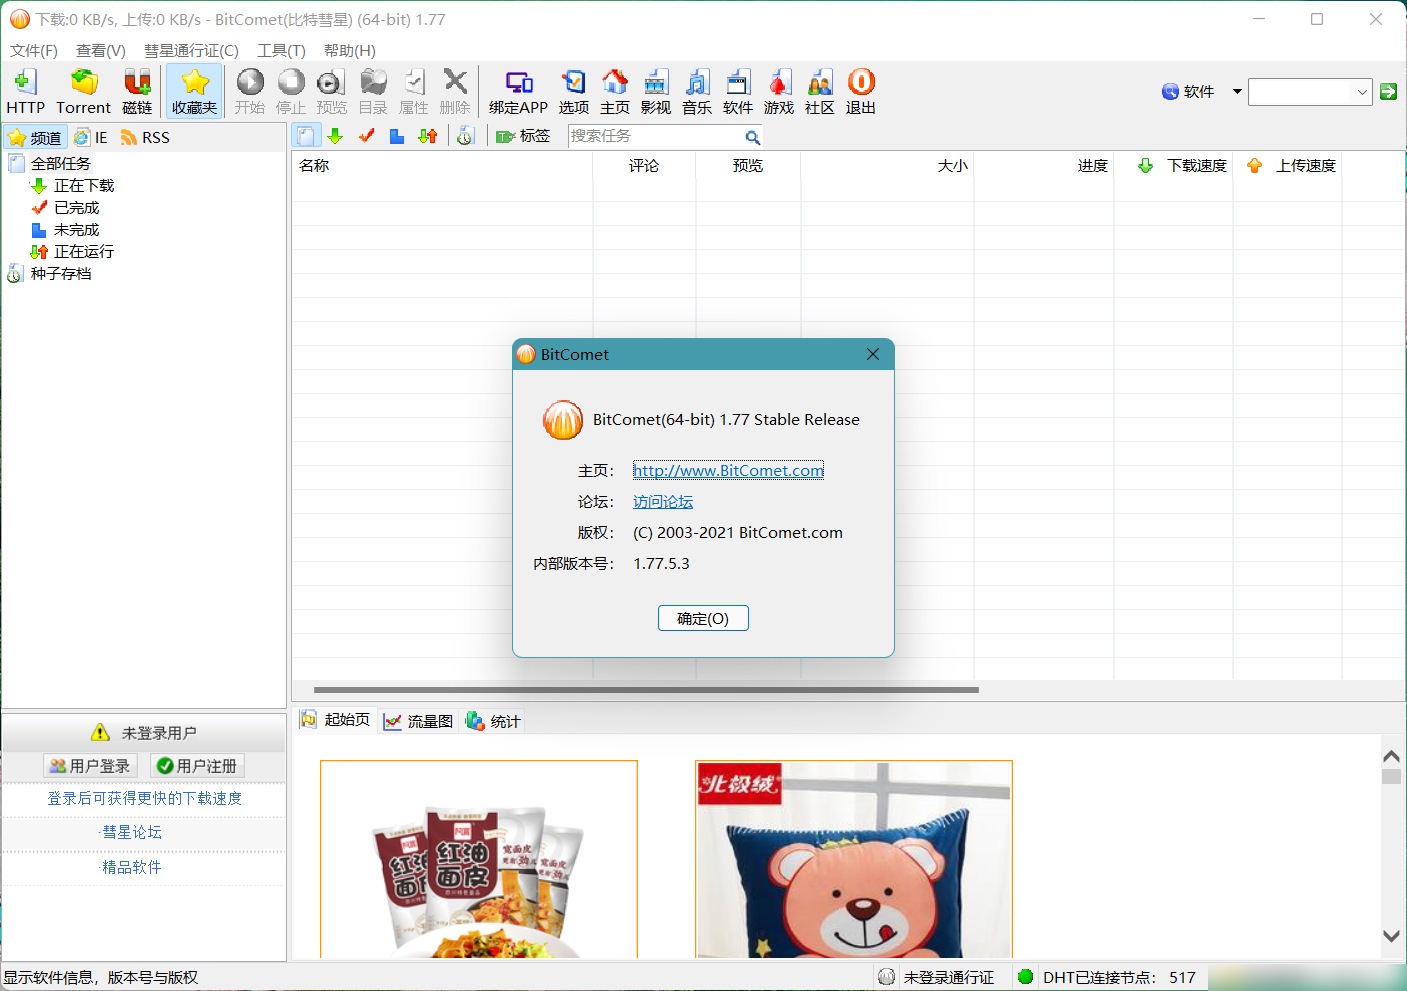 下载:0 KB/s, 上传:0 KB/s - BitComet(比特彗星) (64-bit) 1.77
文件(F) 查看(V) 彗星通行证(C) 工具(T) 帮助(H)
HTTP Torrent 磁链 收藏夹 开始 停止 预览 目录 属性 删除 绑定APP 选项 主页 影视 音乐 软件 游戏 社区 退出 软件
频道 IE RSS
标签 搜索任务
全部任务
正在下载
已完成
未完成
正在运行
种子存档
名称 评论 预览 大小 进度 下载速度 上传速度
BitComet
BitComet(64-bit) 1.77 Stable Release
主页: http://www.BitComet.com
论坛: 访问论坛
版权: (C) 2003-2021 BitComet.com
内部版本号: 1.77.5.3
确定(O)
未登录用户
用户登录 用户注册
登录后可获得更快的下载速度
·彗星论坛
·精品软件
起始页 流量图 统计
红油
面皮
宽面皮
更有劲儿
北极绒
显示软件信息，版本号与版权
未登录通行证 DHT已连接节点: 517